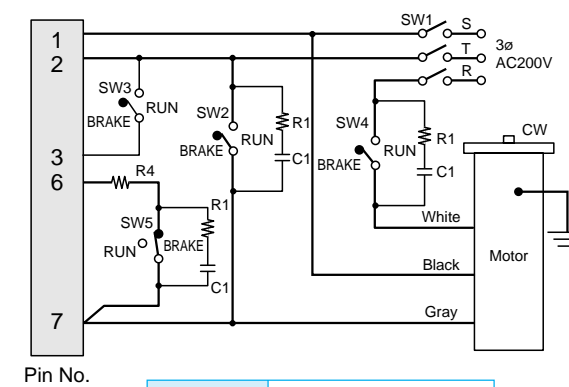 1
2
3
6
7
Pin No.
SW1
S
T
R
3ø
AC200V
SW3
RUN
BRAKE
SW2
RUN
BRAKE
R1
C1
SW4
RUN
BRAKE
R1
C1
CW
R4
SW5
RUN
BRAKE
R1
C1
White
Black
Gray
Motor